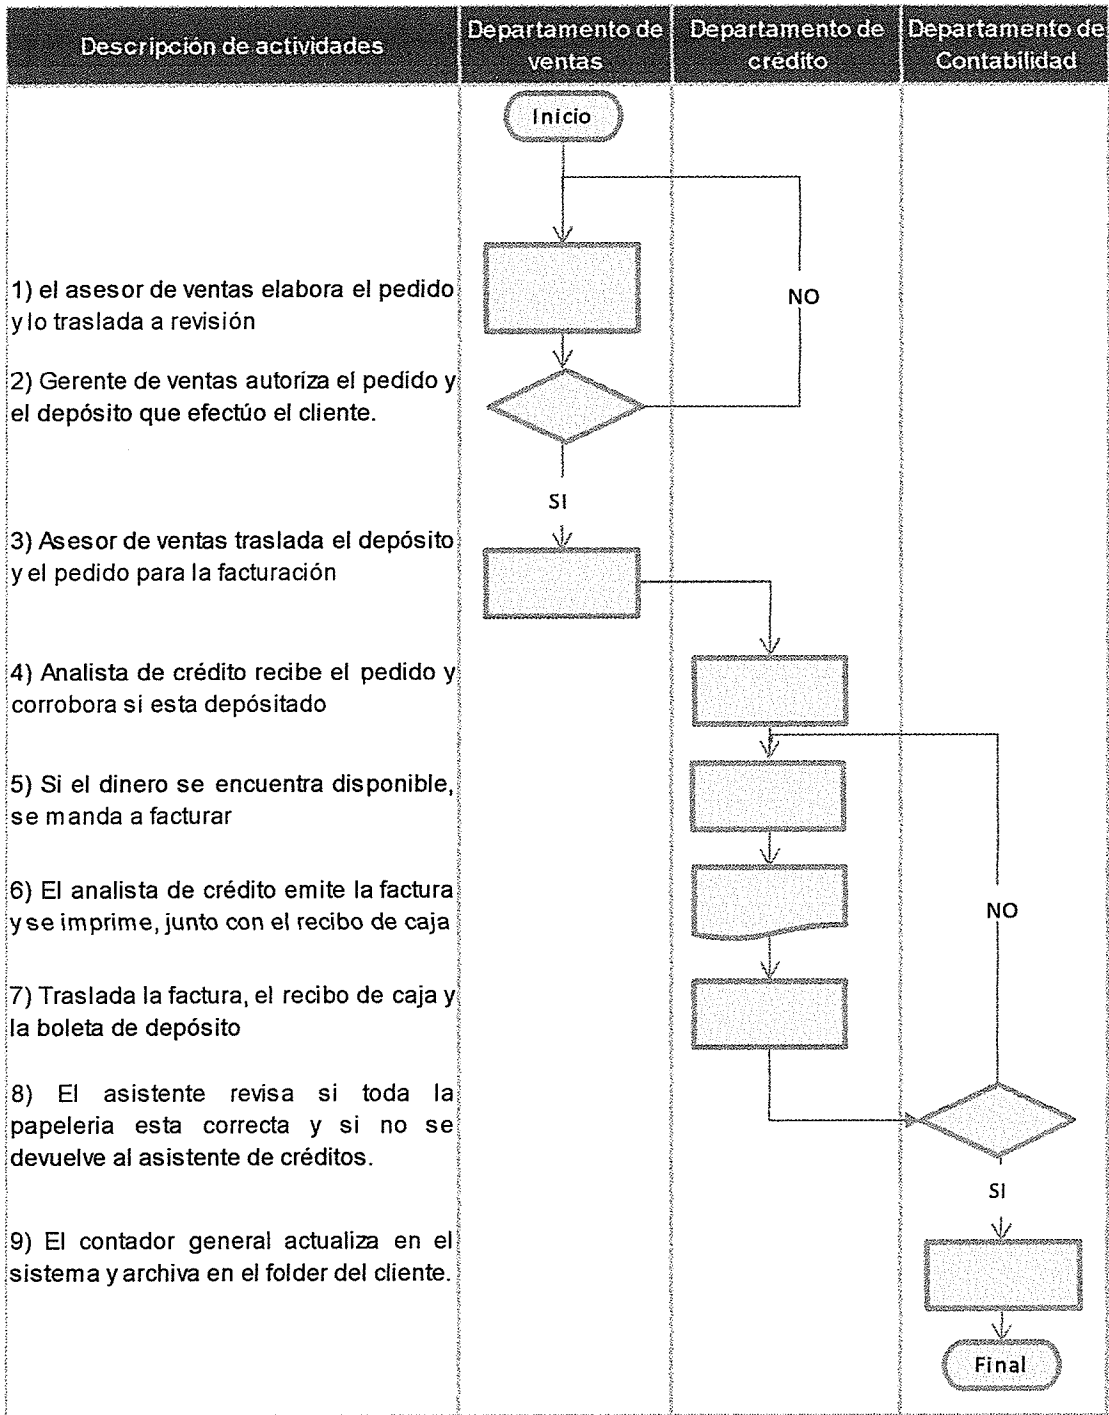 Descripción de actividades
Departamento de
ventas
Departamento de
crédito
Departamento de
Contabilidad
Inicio
1) el asesor de ventas elabora el pedido
y lo traslada a revisión
NO
2) Gerente de ventas autoriza el pedido y
el depósito que efectúo el cliente.
SI
3) Asesor de ventas traslada el depósito
y el pedido para la facturación
4) Analista de crédito recibe el pedido y
corrobora si esta depósitado
5) Si el dinero se encuentra disponible,
se manda a facturar
6) El analista de crédito emite la factura
y se imprime, junto con el recibo de caja
NO
7) Traslada la factura, el recibo de caja y
la boleta de depósito
8) El asistente revisa si toda la
papeleria esta correcta y si no se
devuelve al asistente de créditos.
SI
9) El contador general actualiza en el
sistema y archiva en el folder del cliente.
Final